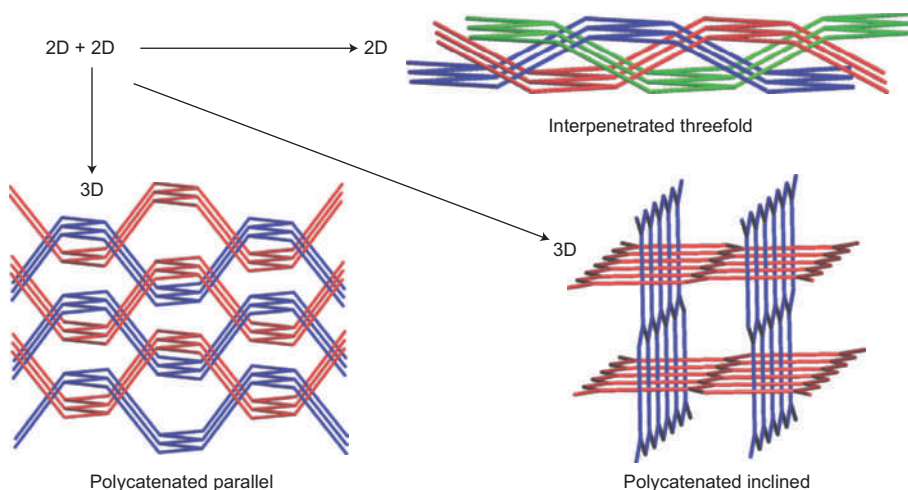 2D + 2D
2D
Interpenetrated threefold
3D
3D
Polycatenated parallel
Polycatenated inclined